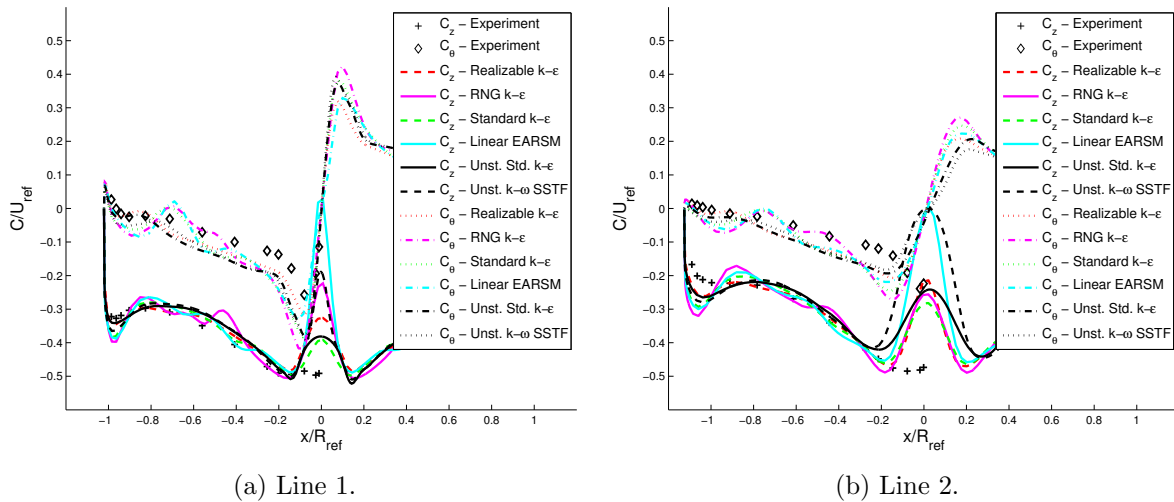 0.5
0.4
0.3
0.2
0.1
0
−0.1
−0.2
−0.3
−0.4
−0.5
−1 −0.8 −0.6 −0.4 −0.2 0 0.2 0.4 0.6 0.8 1
x/R_ref
C/U_ref
C_z − Experiment
C_θ − Experiment
C_z − Realizable k−ε
C_z − RNG k−ε
C_z − Standard k−ε
C_z − Linear EARSM
C_z − Unst. Std. k−ε
C_z − Unst. k−ω SSTF
C_θ − Realizable k−ε
C_θ − RNG k−ε
C_θ − Standard k−ε
C_θ − Linear EARSM
C_θ − Unst. Std. k−ε
C_θ − Unst. k−ω SSTF
(a) Line 1.
0.5
0.4
0.3
0.2
0.1
0
−0.1
−0.2
−0.3
−0.4
−0.5
−1 −0.8 −0.6 −0.4 −0.2 0 0.2 0.4 0.6 0.8 1
x/R_ref
C/U_ref
C_z − Experiment
C_θ − Experiment
C_z − Realizable k−ε
C_z − RNG k−ε
C_z − Standard k−ε
C_z − Linear EARSM
C_z − Unst. Std. k−ε
C_z − Unst. k−ω SSTF
C_θ − Realizable k−ε
C_θ − RNG k−ε
C_θ − Standard k−ε
C_θ − Linear EARSM
C_θ − Unst. Std. k−ε
C_θ − Unst. k−ω SSTF
(b) Line 2.